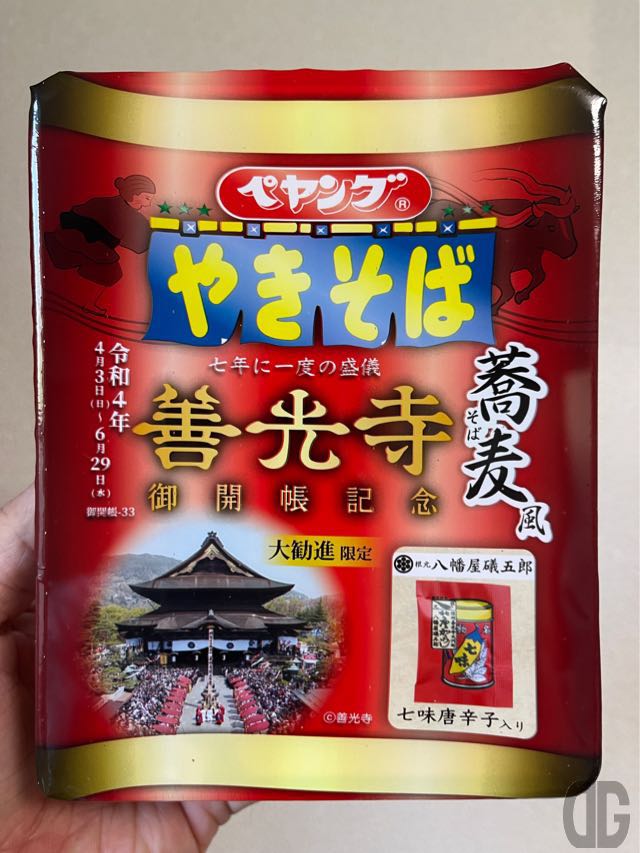 ペヤング®
やきそば
七年に一度の盛儀
善光寺
御開帳記念
蕎麦風
そば
令和4年
4月3日(日)~6月29日(水)
御開帳-33
大勧進 限定
©善光寺
根元 八幡屋礒五郎
七味
七味唐辛子入り
DG